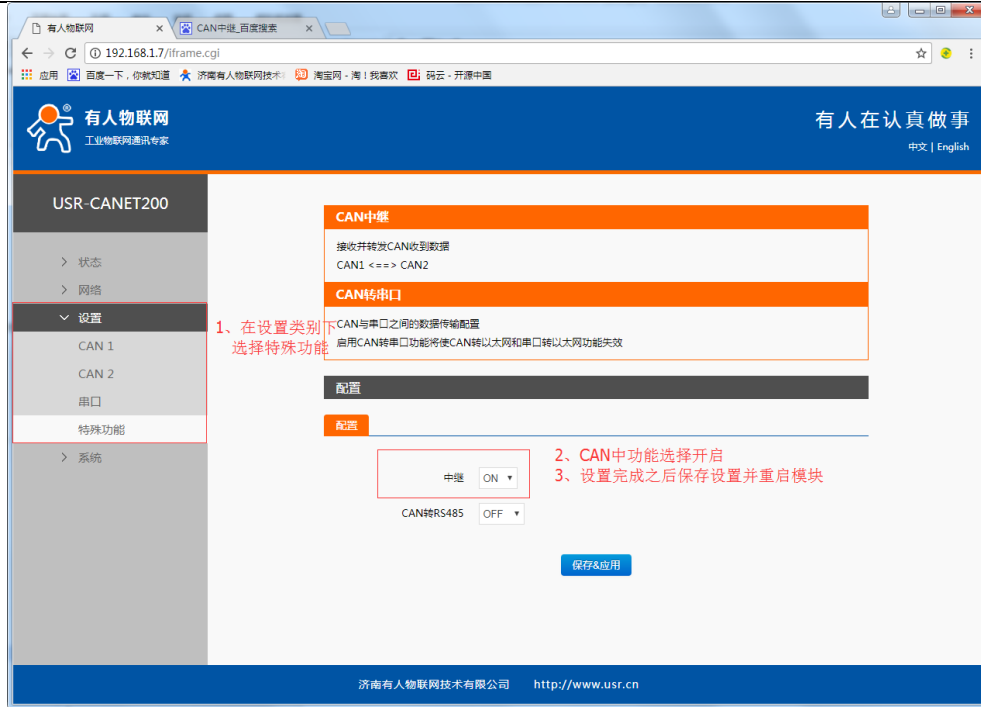 有人物联网
CAN中继_百度搜索
192.168.1.7/iframe.cgi
应用
百度一下，你就知道
济南有人物联网技术
淘宝网 - 淘！我喜欢
码云 - 开源中国
有人物联网
工业物联网通讯专家
有人在认真做事
中文 | English
USR-CANET200
状态
网络
设置
CAN 1
CAN 2
串口
特殊功能
系统
CAN中继
接收并转发CAN收到数据
CAN1 <==> CAN2
CAN转串口
CAN与串口之间的数据传输配置
启用CAN转串口功能将使CAN转以太网和串口转以太网功能失效
1、在设置类别下
选择特殊功能
配置
配置
中继 ON
2、CAN中功能选择开启
3、设置完成之后保存设置并重启模块
CAN转RS485 OFF
保存&应用
济南有人物联网技术有限公司 http://www.usr.cn